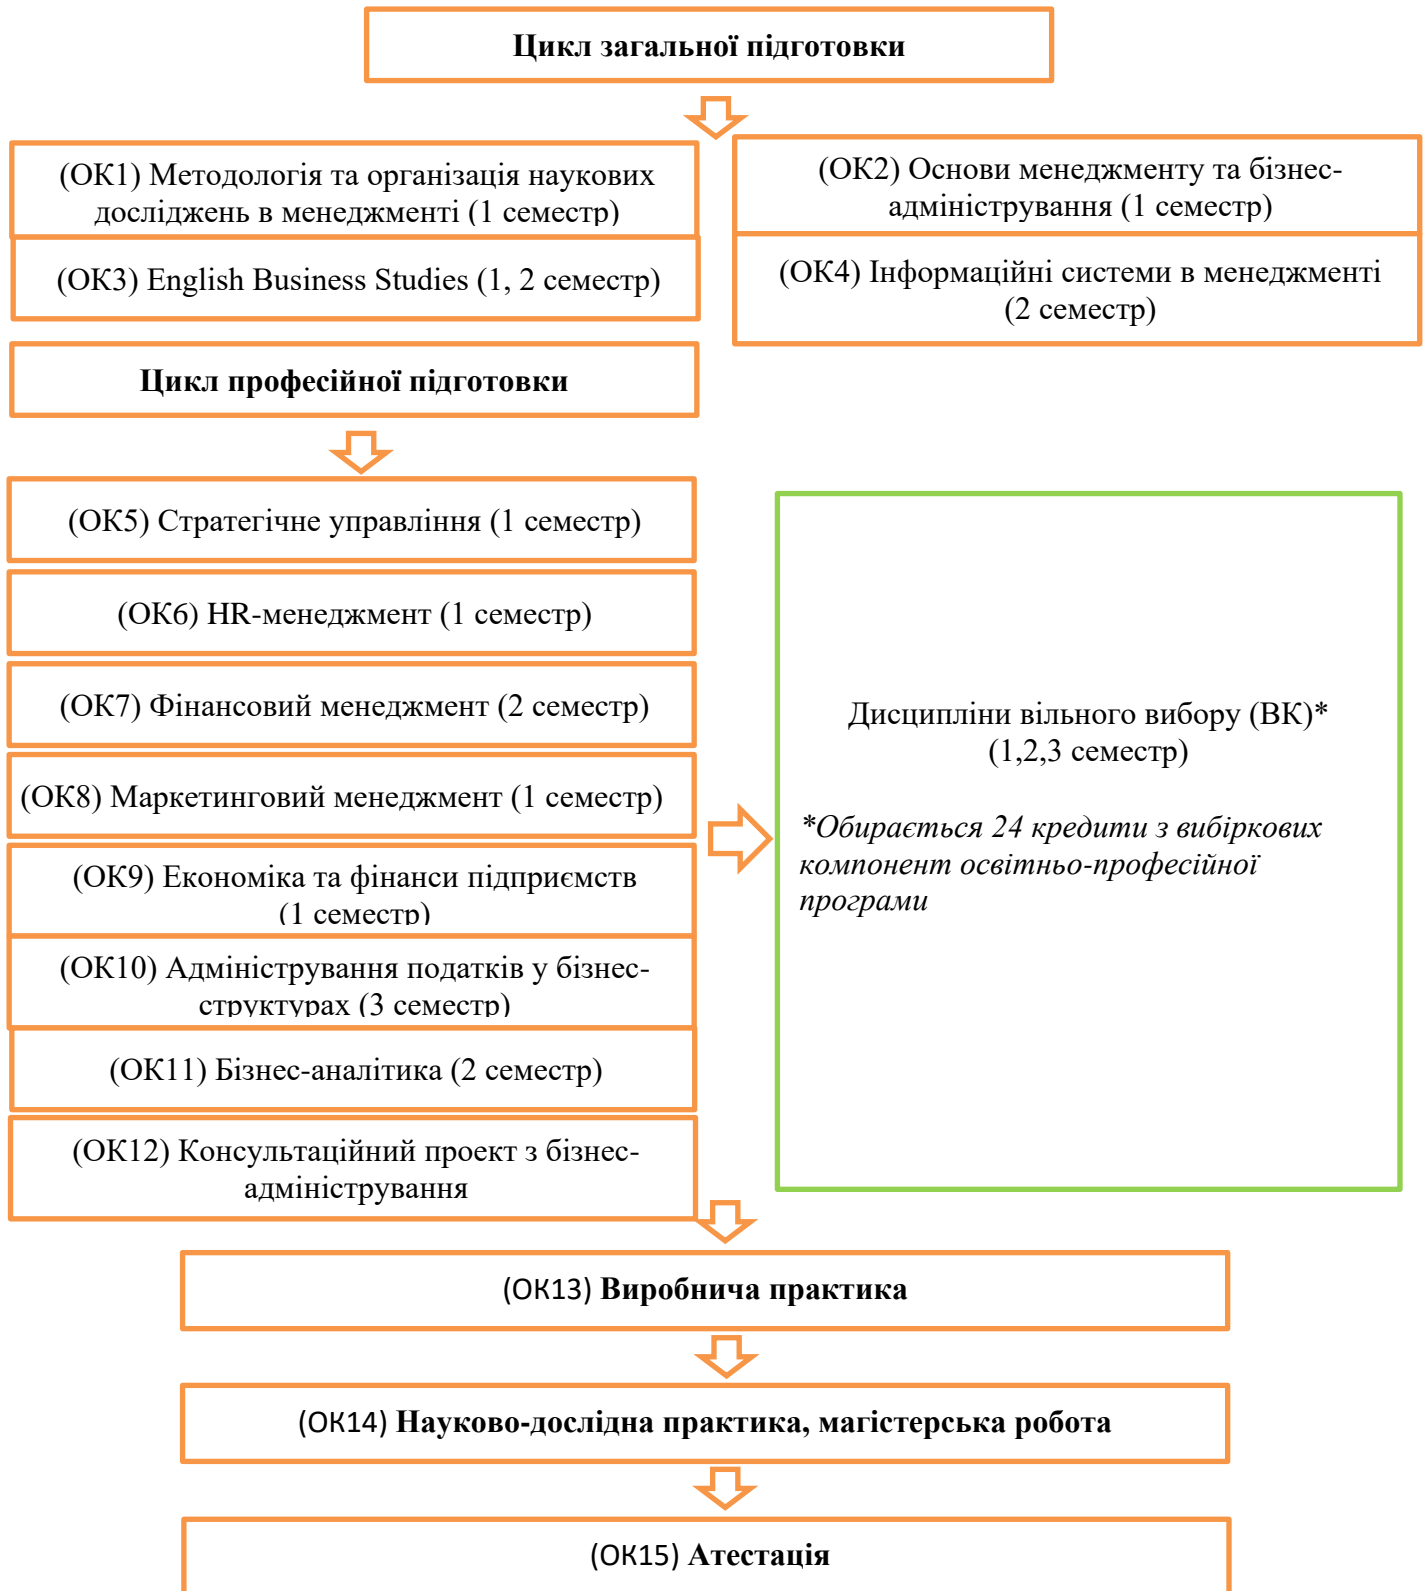 Цикл загальної підготовки
(ОК1) Методологія та організація наукових
досліджень в менеджменті (1 семестр)
(ОК2) Основи менеджменту та бізнес-
адміністрування (1 семестр)
(ОК3) English Business Studies (1, 2 семестр)
(ОК4) Інформаційні системи в менеджменті
(2 семестр)
Цикл професійної підготовки
(ОК5) Стратегічне управління (1 семестр)
(ОК6) HR-менеджмент (1 семестр)
(ОК7) Фінансовий менеджмент (2 семестр)
(ОК8) Маркетинговий менеджмент (1 семестр)
(ОК9) Економіка та фінанси підприємств
(1 семестр)
(ОК10) Адміністрування податків у бізнес-
структурах (3 семестр)
(ОК11) Бізнес-аналітика (2 семестр)
(ОК12) Консультаційний проект з бізнес-
адміністрування
Дисципліни вільного вибору (ВК)*
(1,2,3 семестр)
*Обирається 24 кредити з вибіркових
компонент освітньо-професійної
програми
(ОК13) Виробнича практика
(ОК14) Науково-дослідна практика, магістерська робота
(ОК15) Атестація